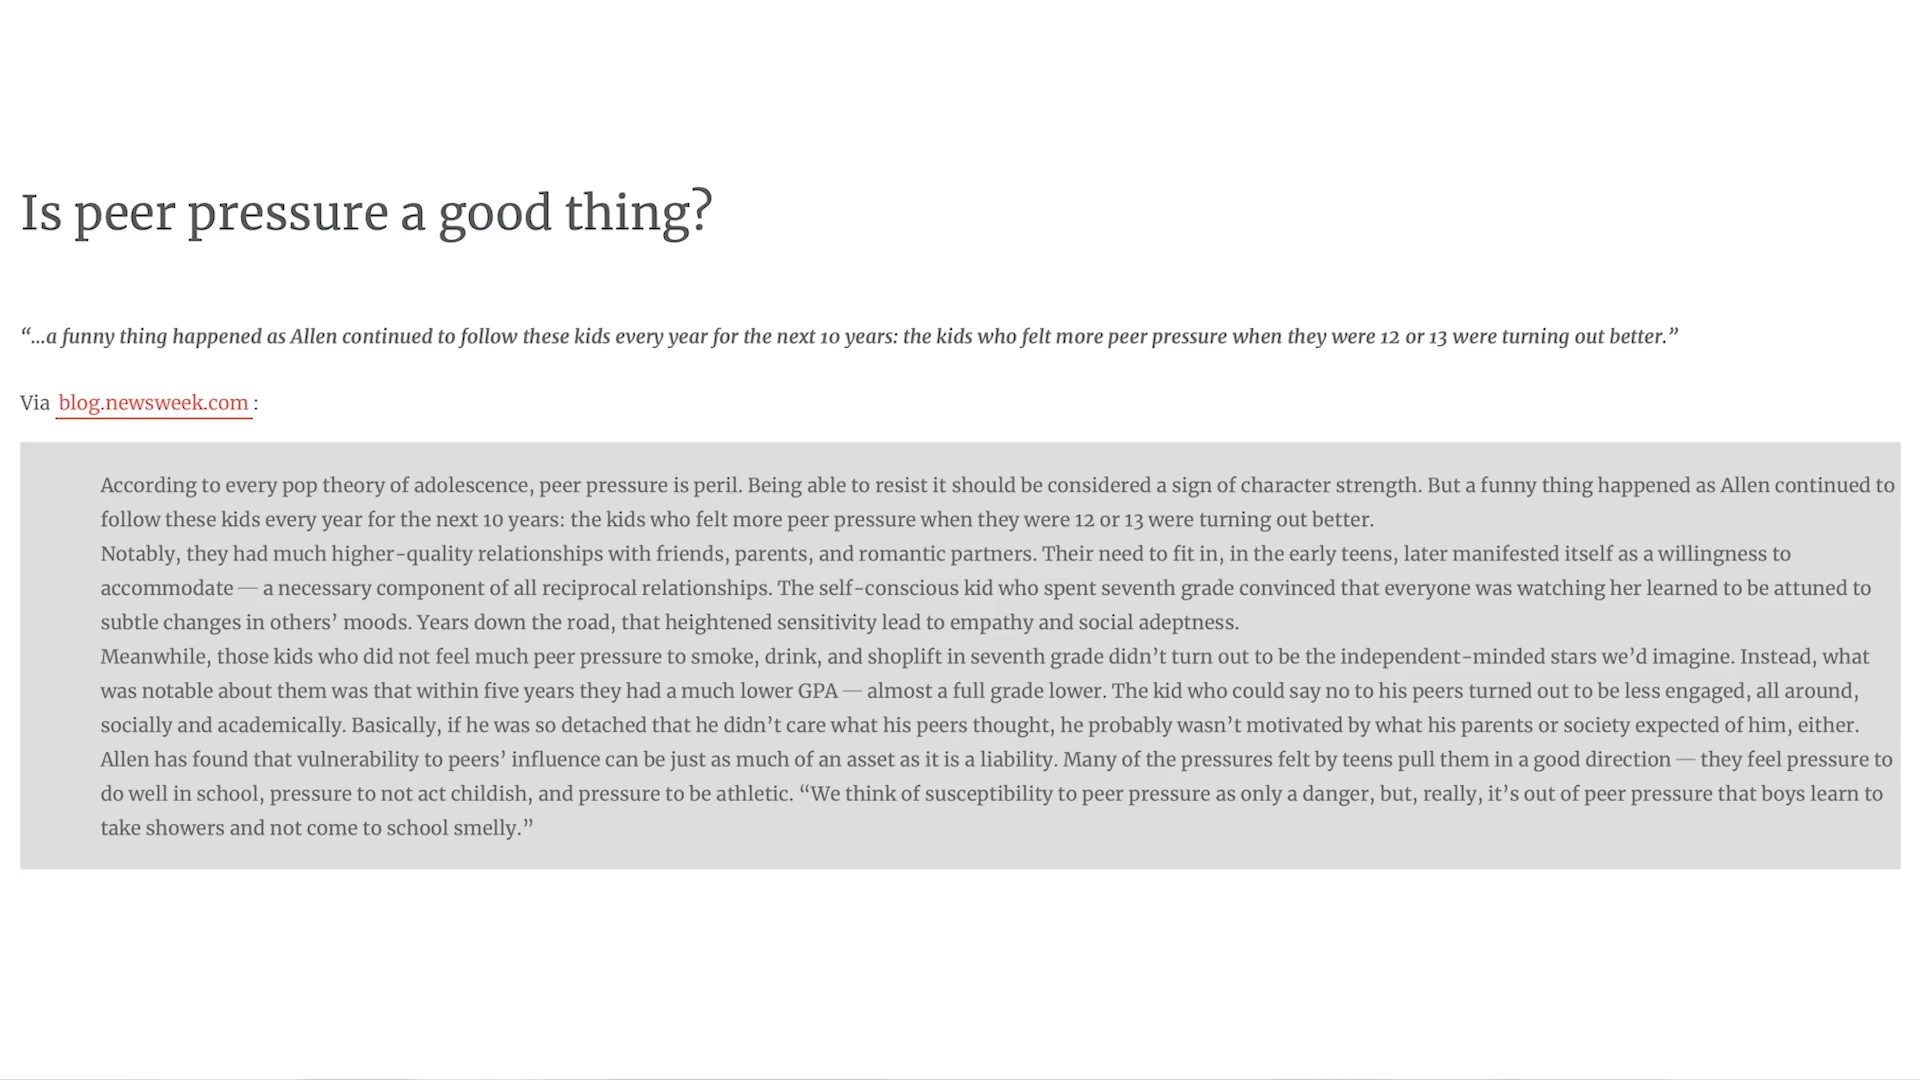 Is peer pressure a good thing?
“…a funny thing happened as Allen continued to follow these kids every year for the next 10 years: the kids who felt more peer pressure when they were 12 or 13 were turning out better.”
Via blog.newsweek.com :
According to every pop theory of adolescence, peer pressure is peril. Being able to resist it should be considered a sign of character strength. But a funny thing happened as Allen continued to
follow these kids every year for the next 10 years: the kids who felt more peer pressure when they were 12 or 13 were turning out better.
Notably, they had much higher-quality relationships with friends, parents, and romantic partners. Their need to fit in, in the early teens, later manifested itself as a willingness to
accommodate — a necessary component of all reciprocal relationships. The self-conscious kid who spent seventh grade convinced that everyone was watching her learned to be attuned to
subtle changes in others’ moods. Years down the road, that heightened sensitivity lead to empathy and social adeptness.
Meanwhile, those kids who did not feel much peer pressure to smoke, drink, and shoplift in seventh grade didn’t turn out to be the independent-minded stars we’d imagine. Instead, what
was notable about them was that within five years they had a much lower GPA — almost a full grade lower. The kid who could say no to his peers turned out to be less engaged, all around,
socially and academically. Basically, if he was so detached that he didn’t care what his peers thought, he probably wasn’t motivated by what his parents or society expected of him, either.
Allen has found that vulnerability to peers’ influence can be just as much of an asset as it is a liability. Many of the pressures felt by teens pull them in a good direction — they feel pressure to
do well in school, pressure to not act childish, and pressure to be athletic. “We think of susceptibility to peer pressure as only a danger, but, really, it’s out of peer pressure that boys learn to
take showers and not come to school smelly.”